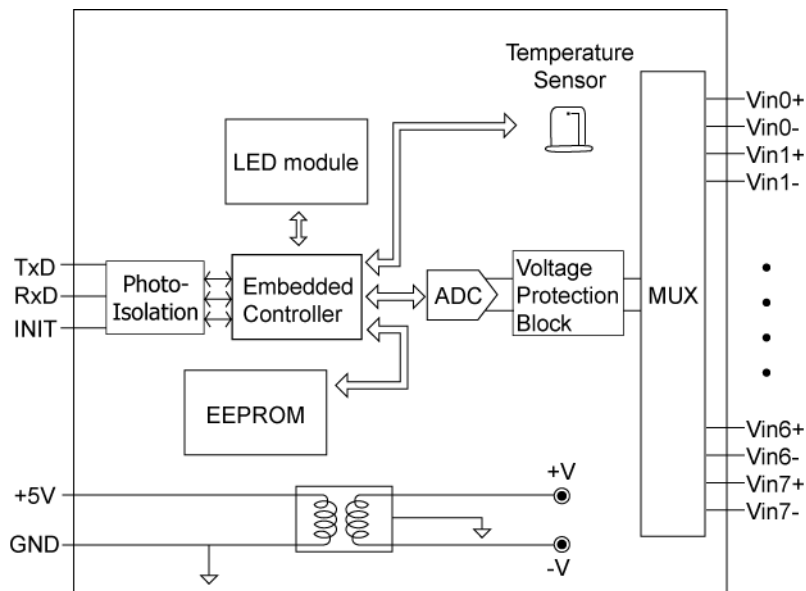 Temperature
Sensor
Vin0+
Vin0-
Vin1+
Vin1-
LED module
TxD
RxD
INIT
Photo-
Isolation
Embedded
Controller
ADC
Voltage
Protection
Block
MUX
EEPROM
Vin6+
Vin6-
Vin7+
Vin7-
+5V
+V
GND
-V